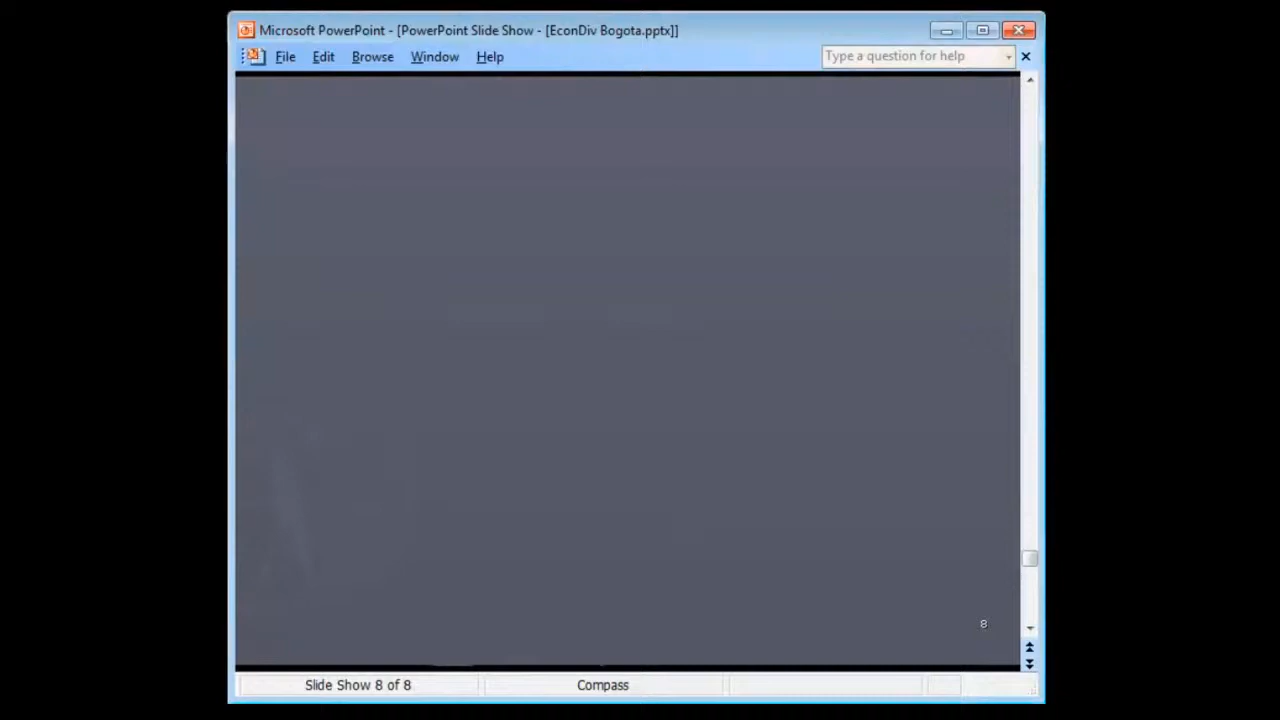 Microsoft PowerPoint - [PowerPoint Slide Show - [EconDiv Bogota.pptx]]
File Edit Browse Window Help Type a question for help
8
Slide Show 8 of 8 Compass